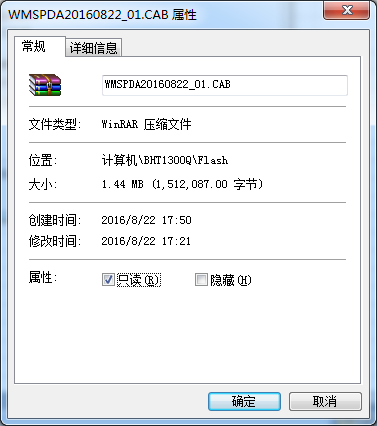 WMSPDA20160822_01.CAB 属性
常规 详细信息
WMSPDA20160822_01.CAB
文件类型: WinRAR 压缩文件
位置: 计算机\BHT1300Q\Flash
大小: 1.44 MB (1,512,087.00 字节)
创建时间: 2016/8/22 17:50
修改时间: 2016/8/22 17:21
属性: 只读(R) 隐藏(H)
确定 取消